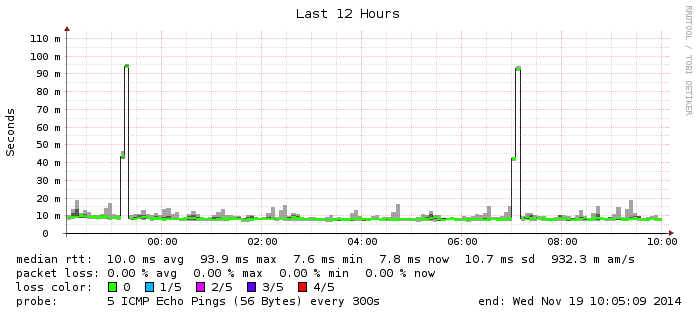 Last 12 Hours
RRDTOOL / TOBI OETIKER
Seconds
110 m
100 m
90 m
80 m
70 m
60 m
50 m
40 m
30 m
20 m
10 m
0
00:00 02:00 04:00 06:00 08:00 10:00
median rtt: 10.0 ms avg 93.9 ms max 7.6 ms min 7.8 ms now 10.7 ms sd 932.3 m am/s
packet loss: 0.00 % avg 0.00 % max 0.00 % min 0.00 % now
loss color: 0 1/5 2/5 3/5 4/5
probe: 5 ICMP Echo Pings (56 Bytes) every 300s end: Wed Nov 19 10:05:09 2014